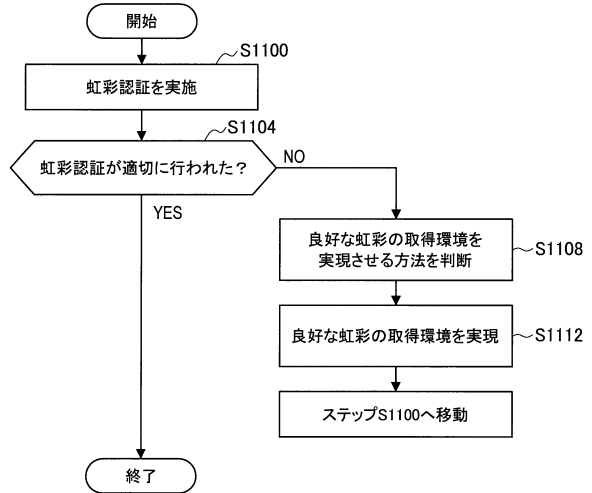 開始
S1100
虹彩認証を実施
S1104
虹彩認証が適切に行われた？
NO
YES
良好な虹彩の取得環境を
実現させる方法を判断
S1108
良好な虹彩の取得環境を実現
S1112
ステップS1100へ移動
終了